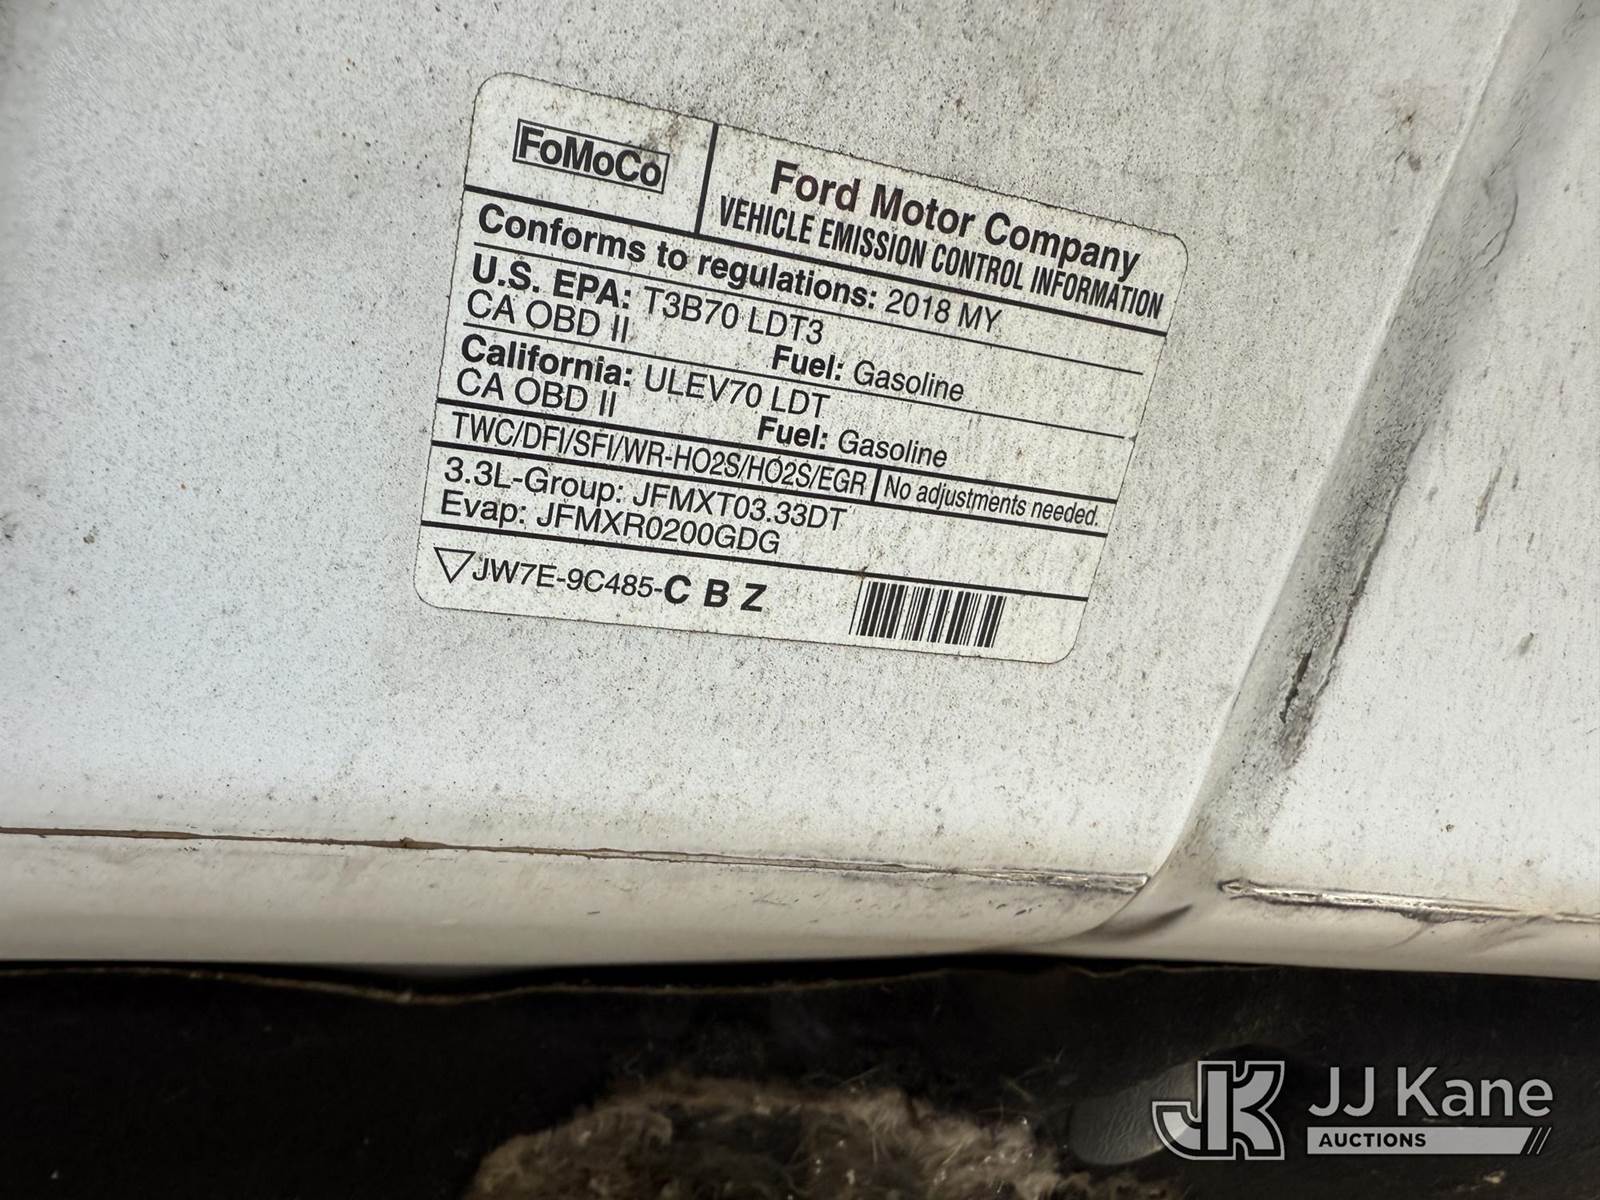 FoMoCo
Ford Motor Company
VEHICLE EMISSION CONTROL INFORMATION
Conforms to regulations: 2018 MY
U.S. EPA: T3B70 LDT3
CA OBD II Fuel: Gasoline
California: ULEV70 LDT
CA OBD II Fuel: Gasoline
TWC/DFI/SFI/WR-HO2S/HO2S/EGR No adjustments needed.
3.3L-Group: JFMXT03.33DT
Evap: JFMXR0200GDG
JW7E-9C485-C B Z
JK JJ Kane
AUCTIONS